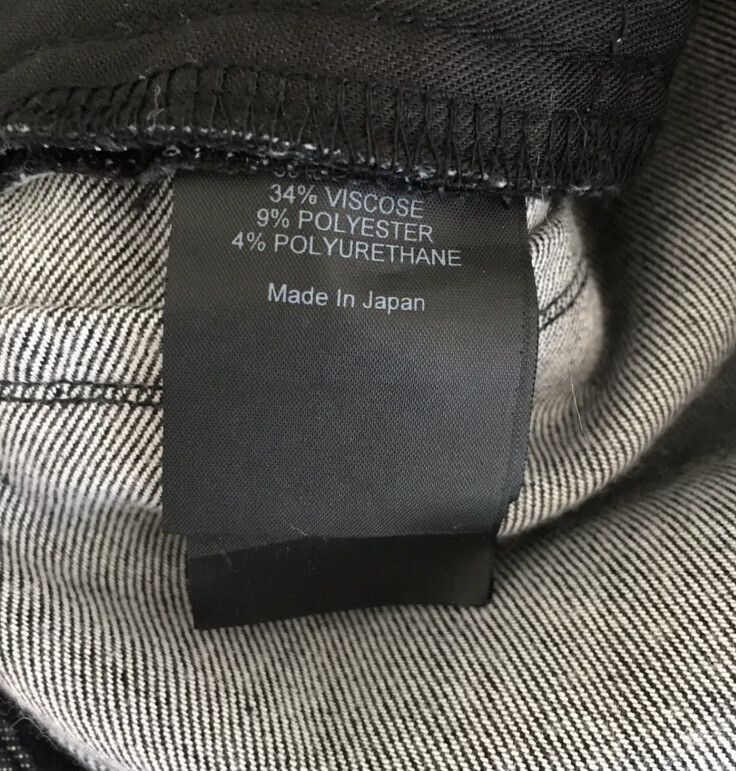 34% VISCOSE
9% POLYESTER
4% POLYURETHANE
Made In Japan